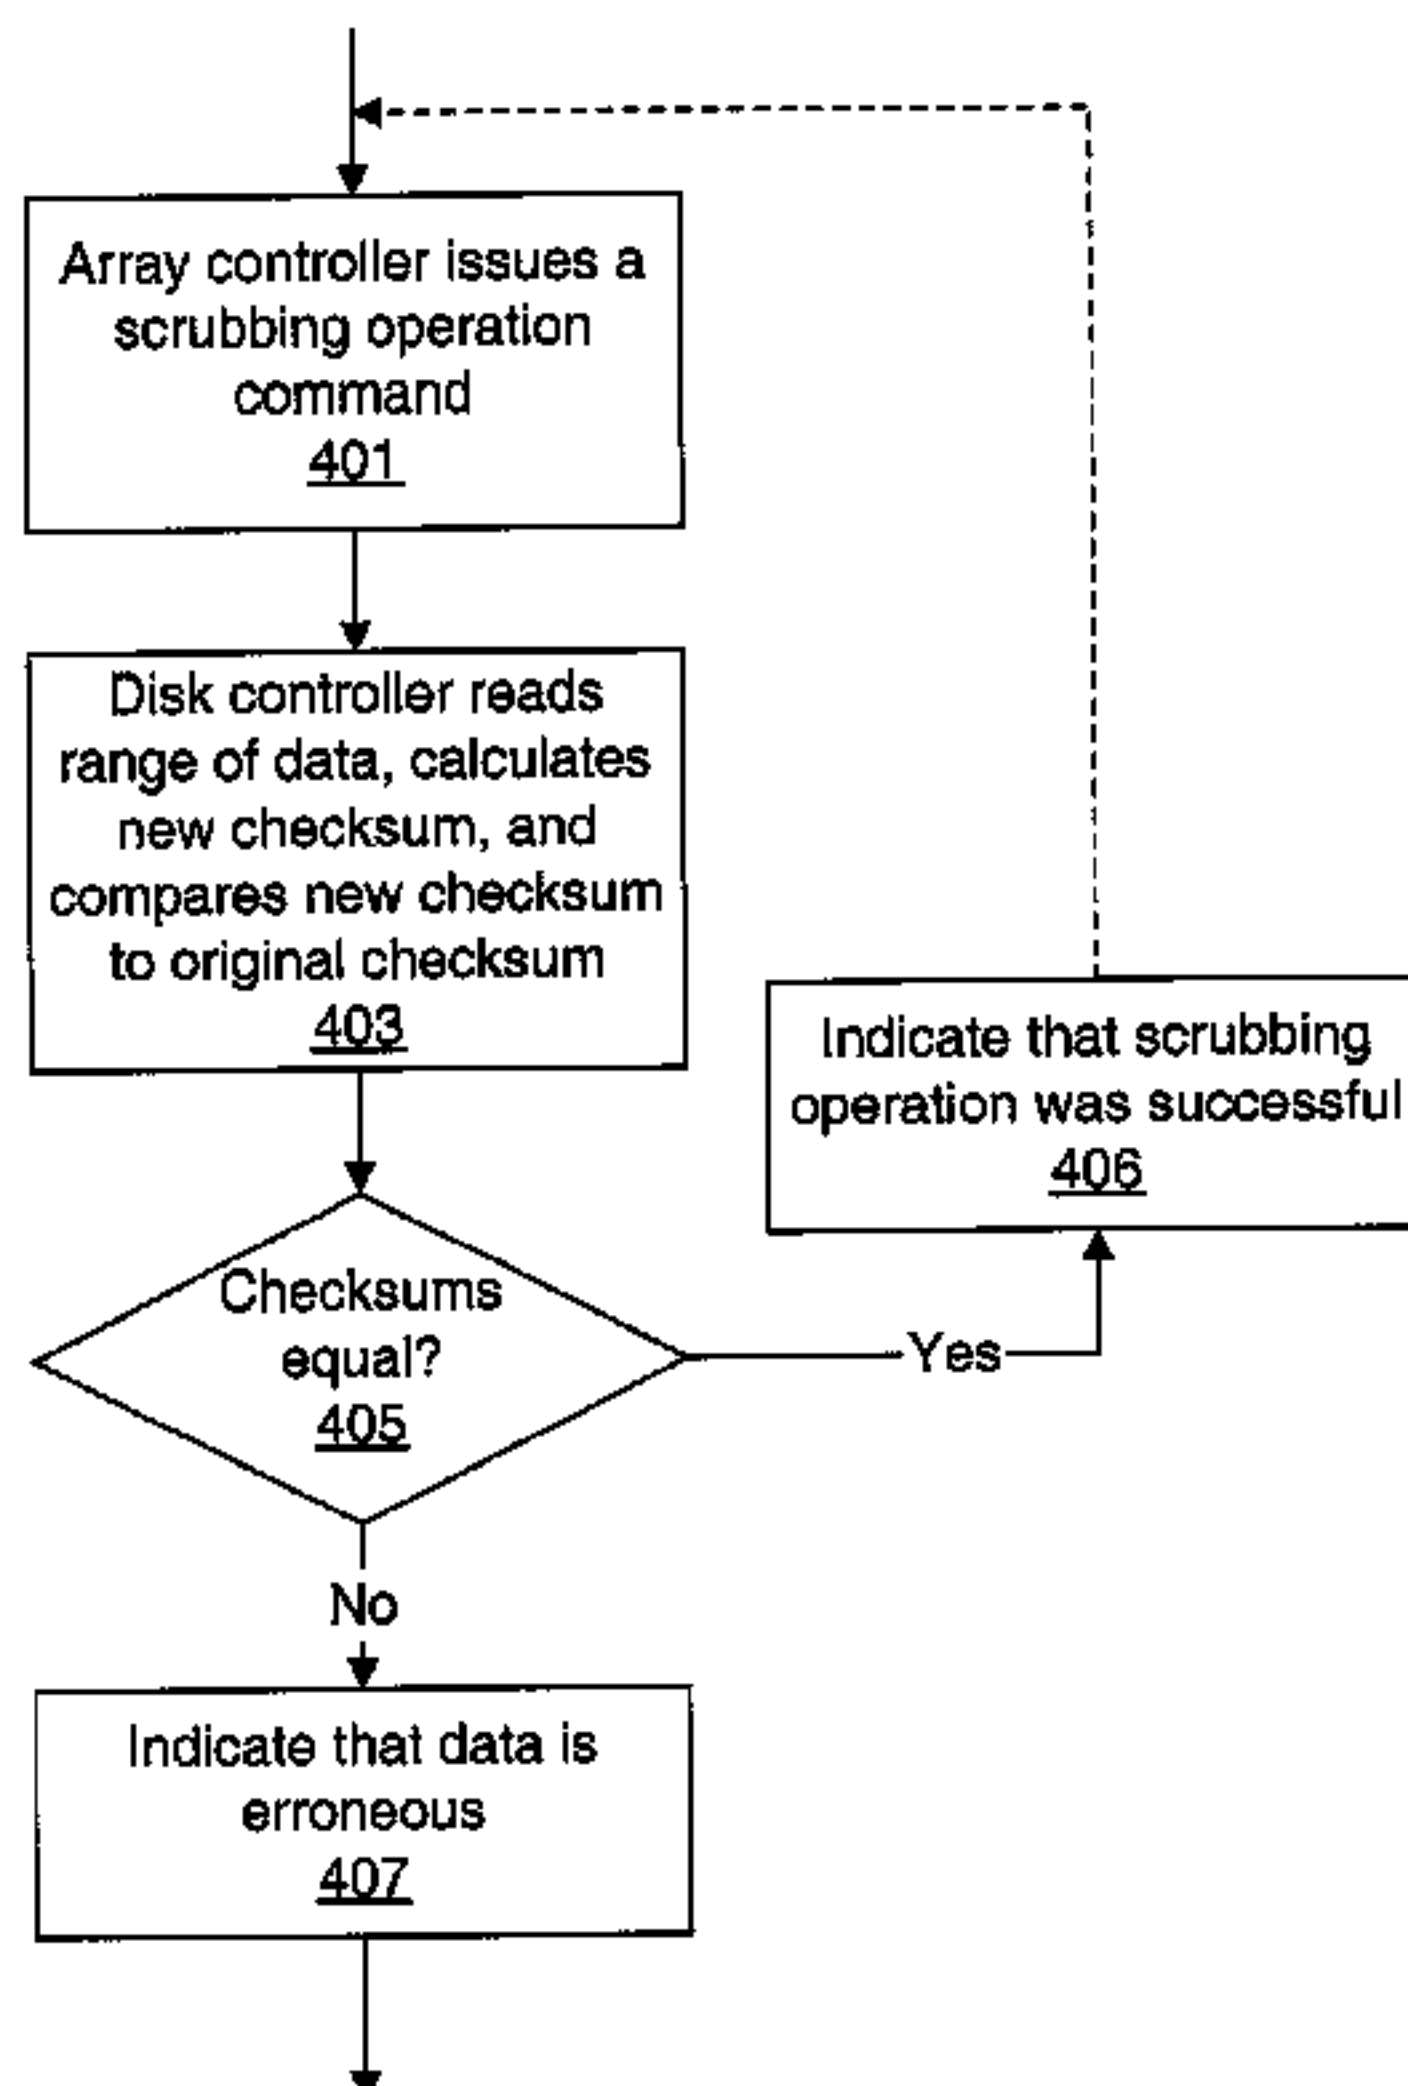 Array controller issues a
scrubbing operation
command
401
Disk controller reads
range of data, calculates
new checksum, and
compares new checksum
to original checksum
403
Indicate that scrubbing
operation was successful
406
Checksums
equal?
405
Yes
No
Indicate that data is
erroneous
407